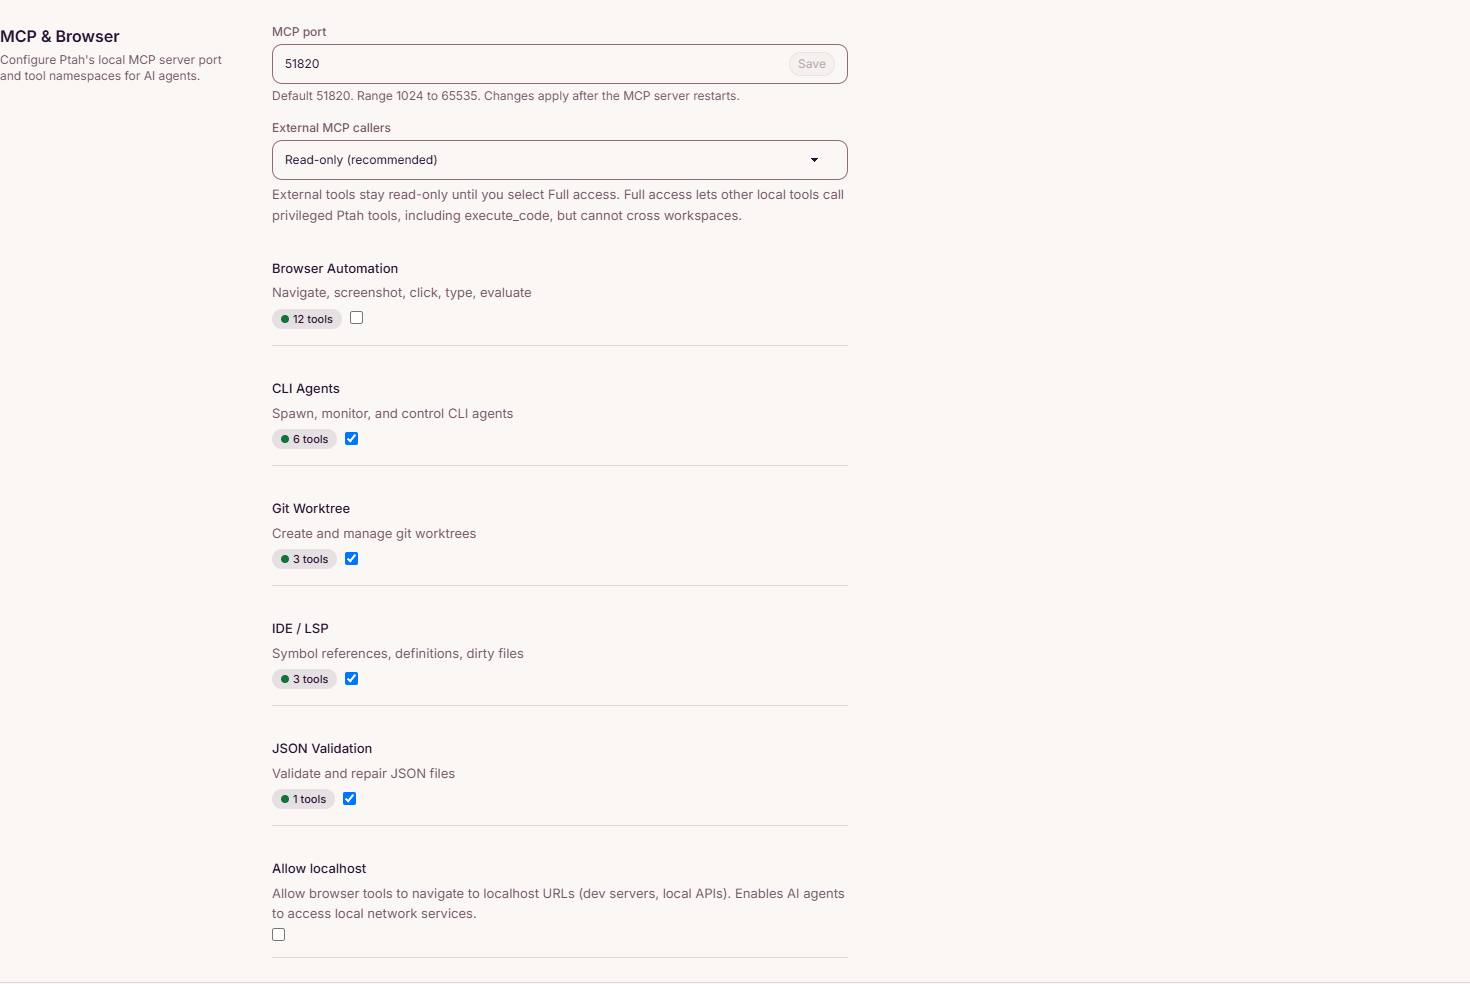 MCP & Browser
Configure Ptah's local MCP server port
and tool namespaces for AI agents.
MCP port
51820
Save
Default 51820. Range 1024 to 65535. Changes apply after the MCP server restarts.
External MCP callers
Read-only (recommended)
External tools stay read-only until you select Full access. Full access lets other local tools call
privileged Ptah tools, including execute_code, but cannot cross workspaces.
Browser Automation
Navigate, screenshot, click, type, evaluate
12 tools
CLI Agents
Spawn, monitor, and control CLI agents
6 tools
Git Worktree
Create and manage git worktrees
3 tools
IDE / LSP
Symbol references, definitions, dirty files
3 tools
JSON Validation
Validate and repair JSON files
1 tools
Allow localhost
Allow browser tools to navigate to localhost URLs (dev servers, local APIs). Enables AI agents
to access local network services.